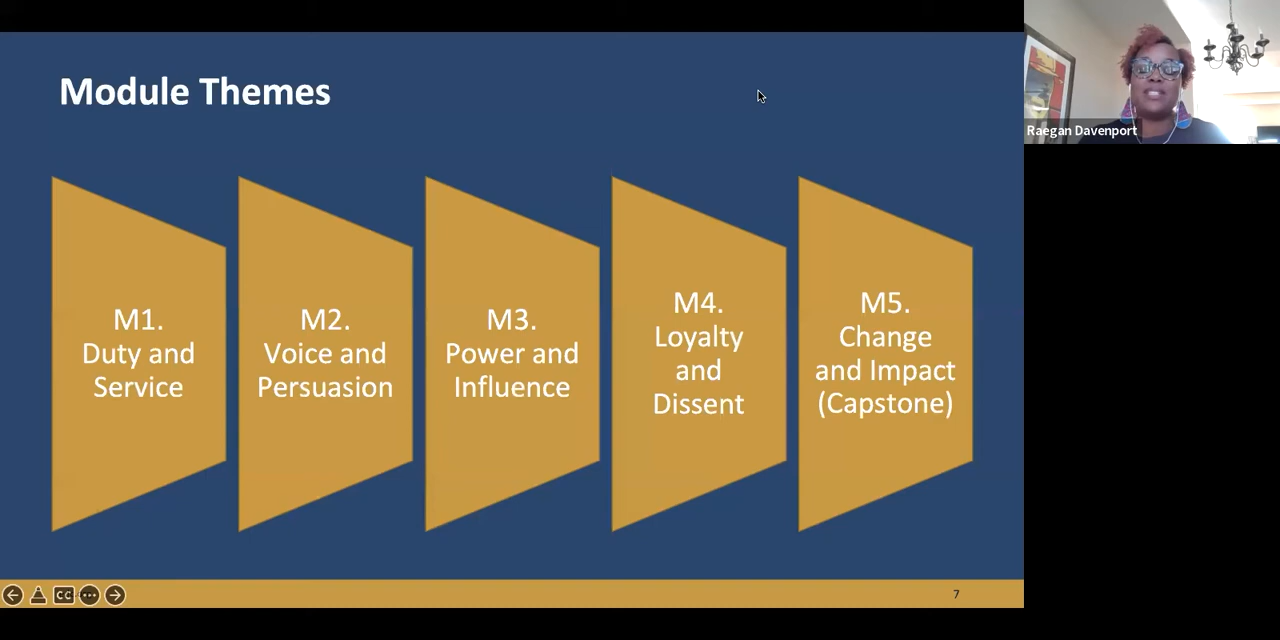 Module Themes
Raegan Davenport
M1.
Duty and
Service
M2.
Voice and
Persuasion
M3.
Power and
Influence
M4.
Loyalty
and
Dissent
M5.
Change
and Impact
(Capstone)
CC
7